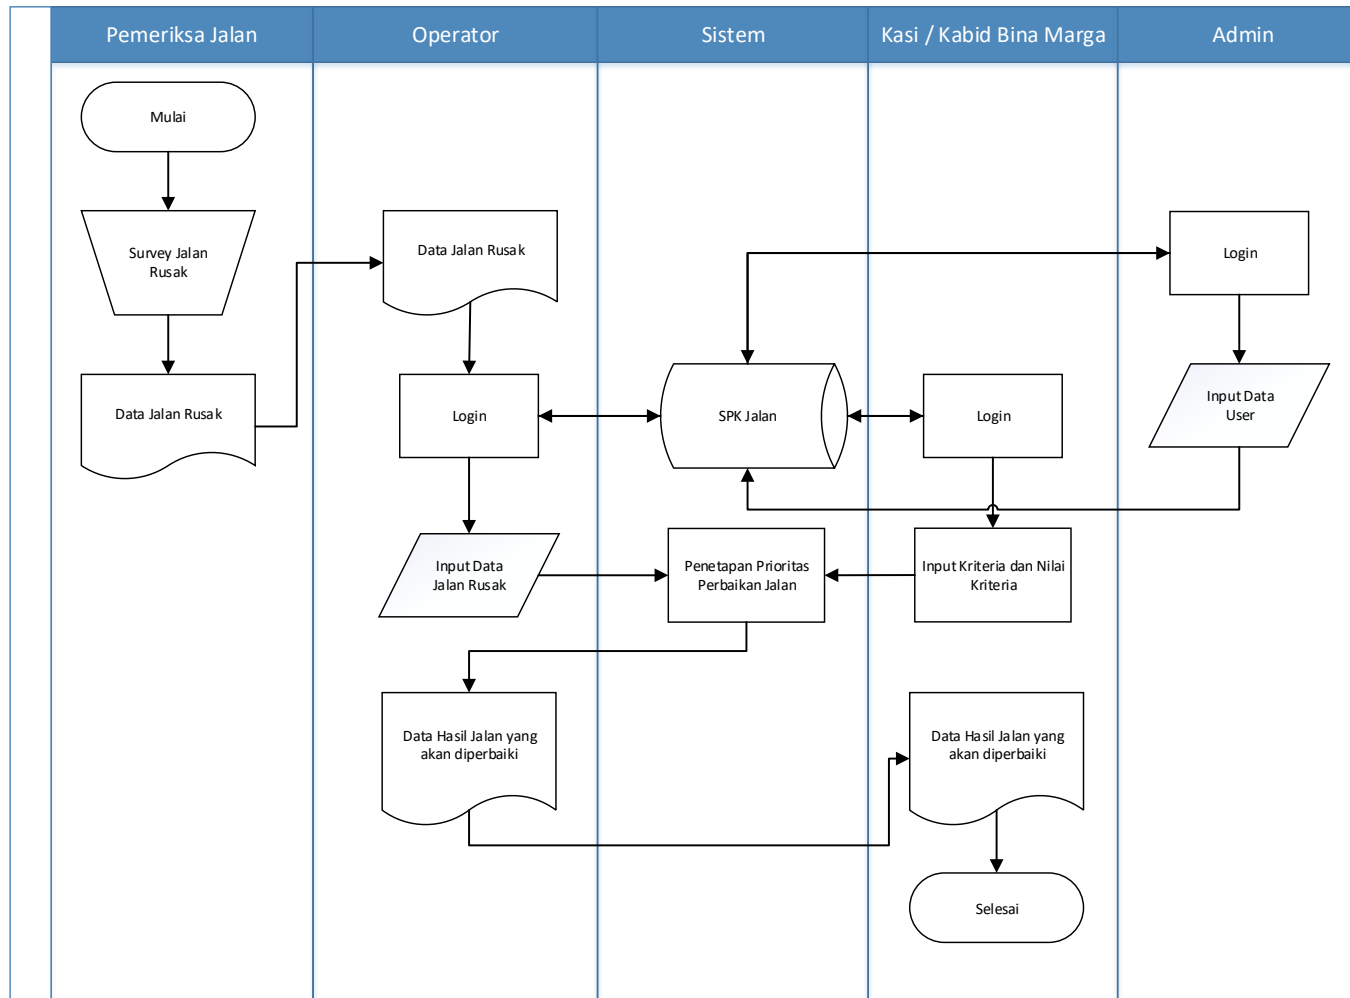 Pemeriksa Jalan
Operator
Sistem
Kasi / Kabid Bina Marga
Admin
Mulai
Survey Jalan
Rusak
Data Jalan Rusak
Login
Data Jalan Rusak
Login
SPK Jalan
Login
Input Data
User
Input Data
Jalan Rusak
Penetapan Prioritas
Perbaikan Jalan
Input Kriteria dan Nilai
Kriteria
Data Hasil Jalan yang
akan diperbaiki
Data Hasil Jalan yang
akan diperbaiki
Selesai